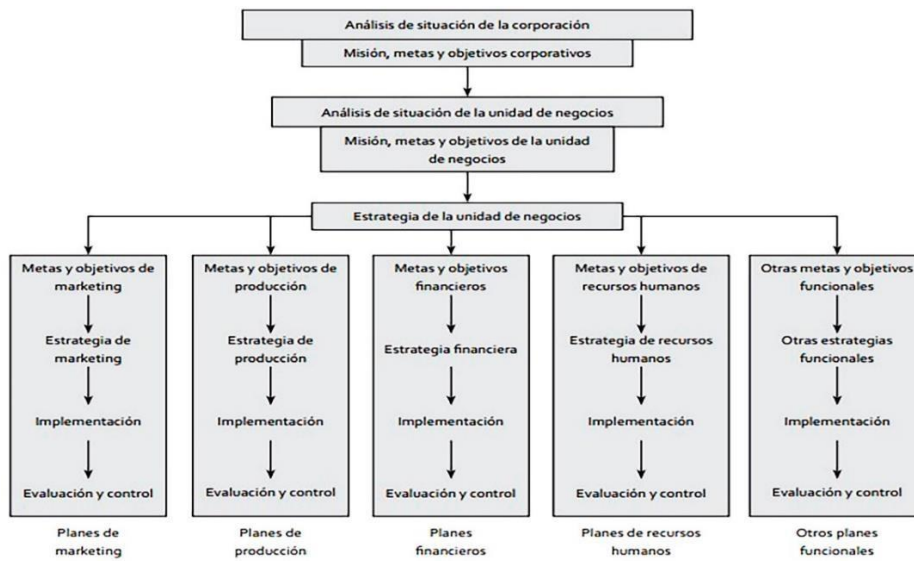 Análisis de situación de la corporación
Misión, metas y objetivos corporativos
Análisis de situación de la unidad de negocios
Misión, metas y objetivos de la unidad
de negocios
Estrategia de la unidad de negocios
Metas y objetivos de
marketing
Estrategia de
marketing
Implementación
Evaluación y control
Planes de
marketing
Metas y objetivos de
producción
Estrategia de
producción
Implementación
Evaluación y control
Planes de
producción
Metas y objetivos
financieros
Estrategia financiera
Implementación
Evaluación y control
Planes
financieros
Metas y objetivos de
recursos humanos
Estrategia de recursos
humanos
Implementación
Evaluación y control
Planes de recursos
humanos
Otras metas y objetivos
funcionales
Otras estrategias
funcionales
Implementación
Evaluación y control
Otros planes
funcionales